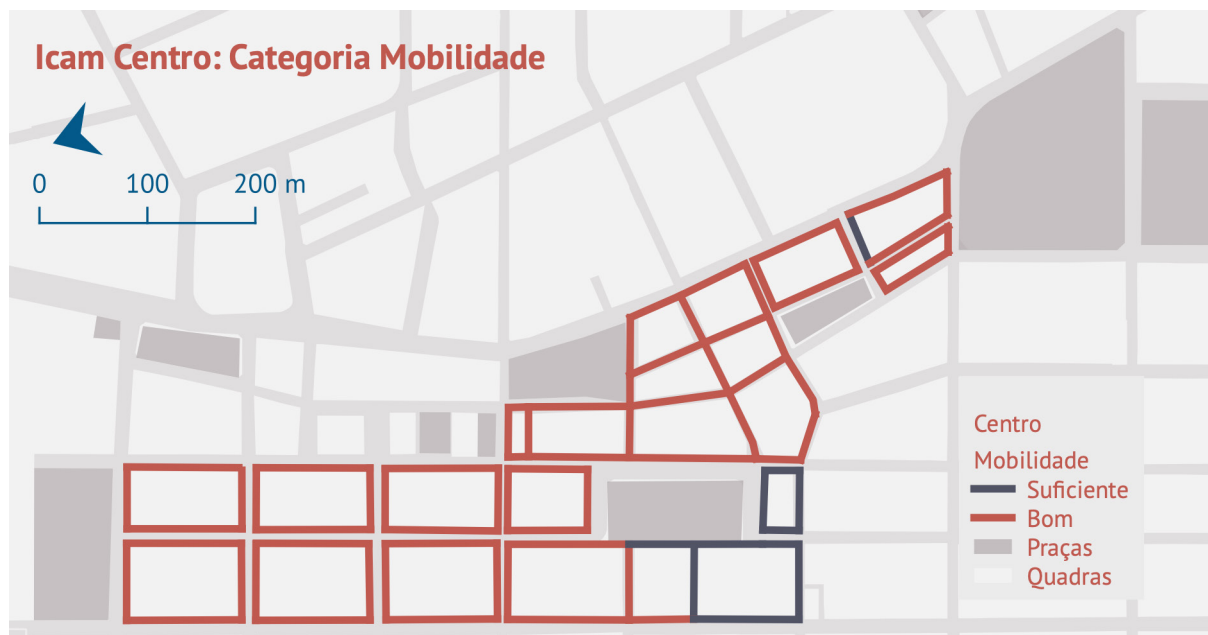 Icam Centro: Categoria Mobilidade
0 100 200 m
Centro
Mobilidade
Suficiente
Bom
Praças
Quadras